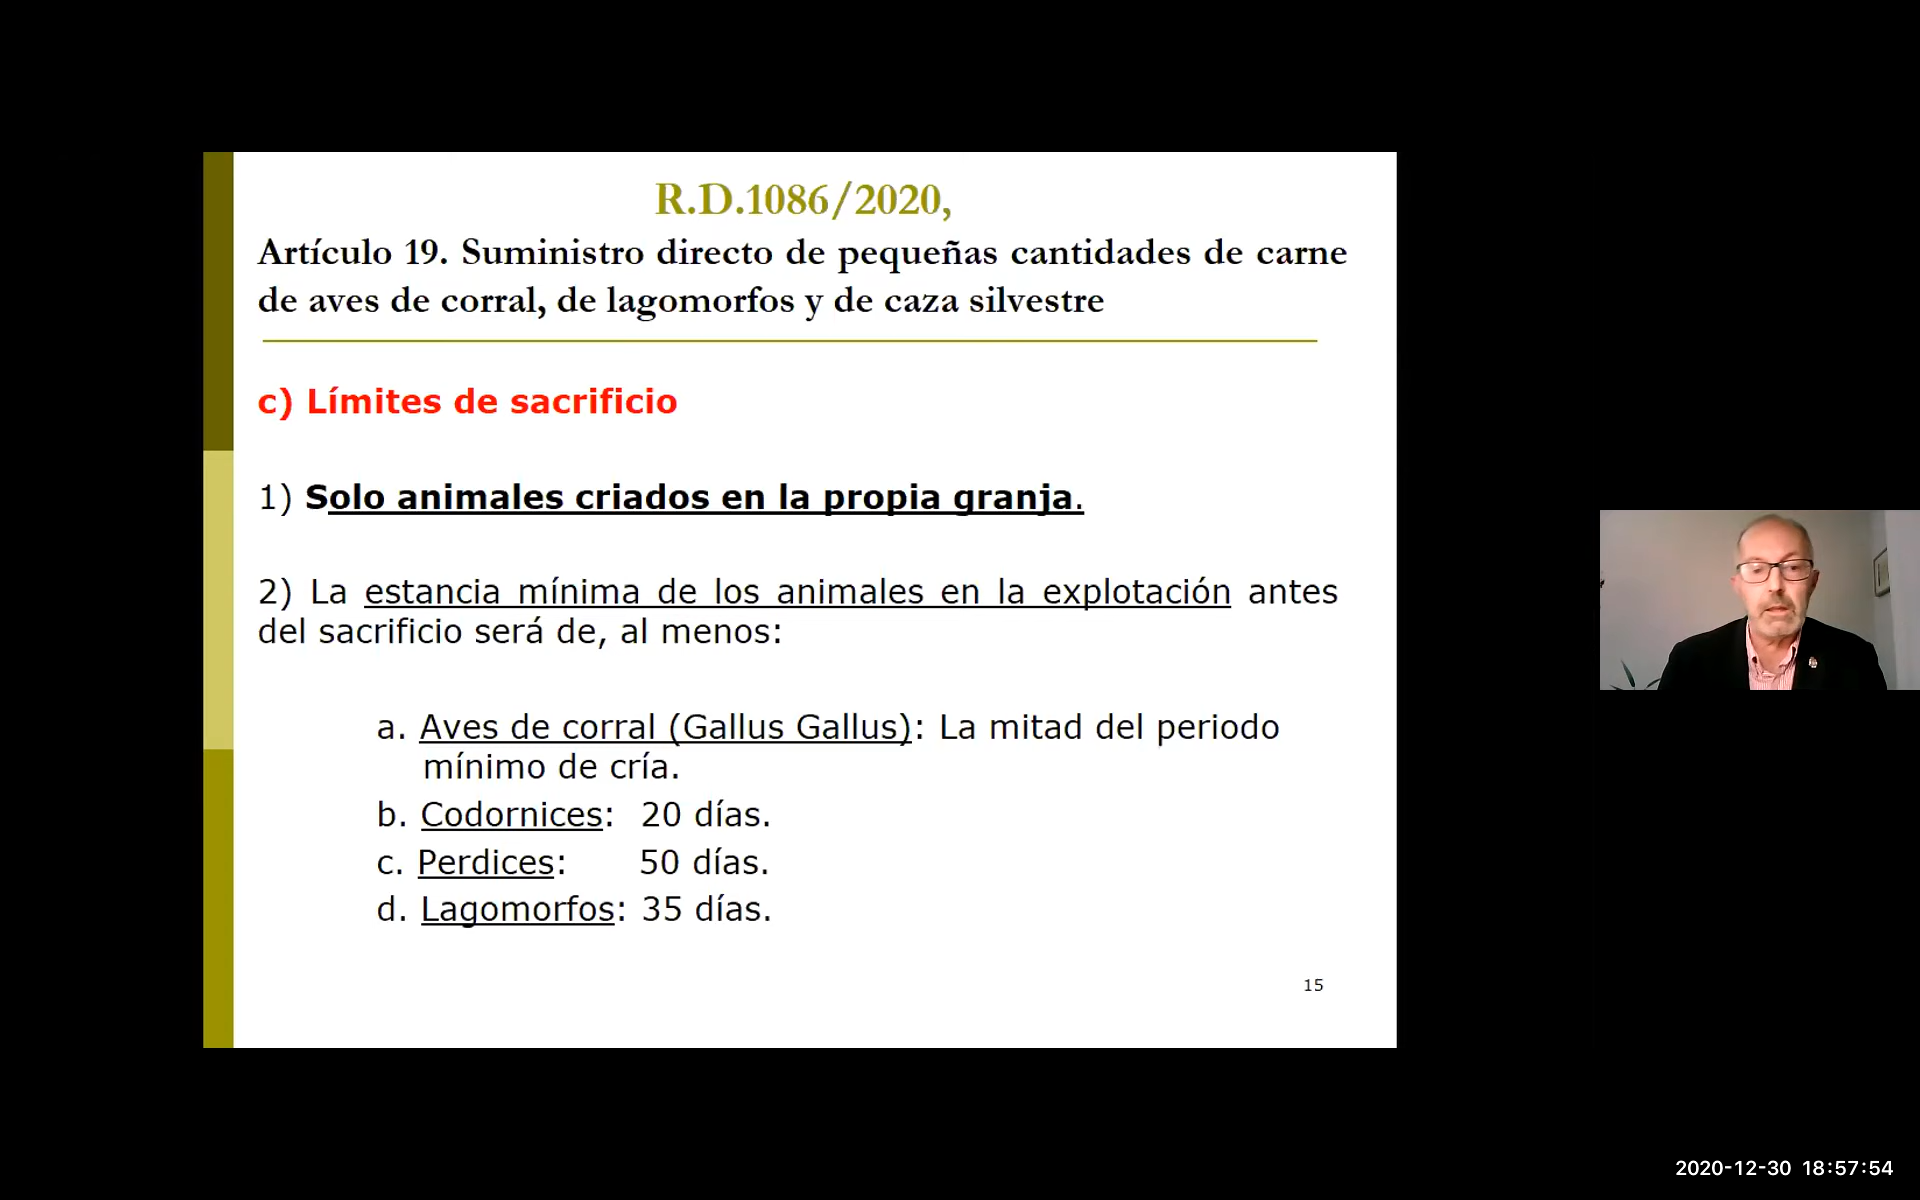 R.D.1086/2020,
Artículo 19. Suministro directo de pequeñas cantidades de carne
de aves de corral, de lagomorfos y de caza silvestre
c) Límites de sacrificio
1) Solo animales criados en la propia granja.
2) La estancia mínima de los animales en la explotación antes
del sacrificio será de, al menos:
a. Aves de corral (Gallus Gallus): La mitad del periodo
mínimo de cría.
b. Codornices: 20 días.
c. Perdices: 50 días.
d. Lagomorfos: 35 días.
15
2020-12-30 18:57:54